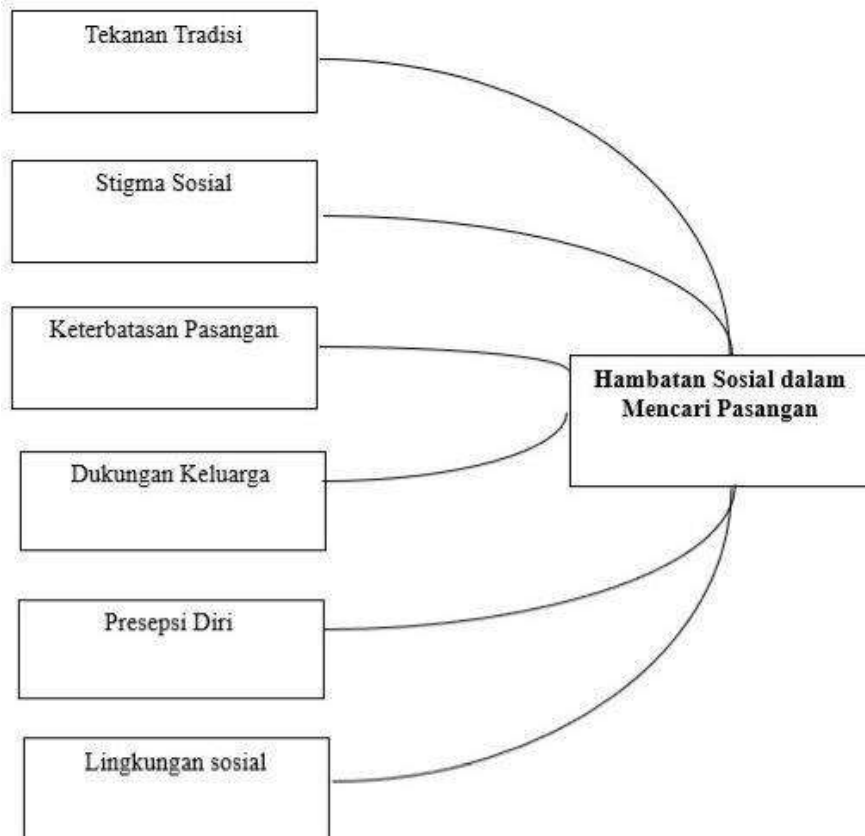 Tekanan Tradisi
Stigma Sosial
Keterbatasan Pasangan
Hambatan Sosial dalam
Mencari Pasangan
Dukungan Keluarga
Presepsi Diri
Lingkungan sosial